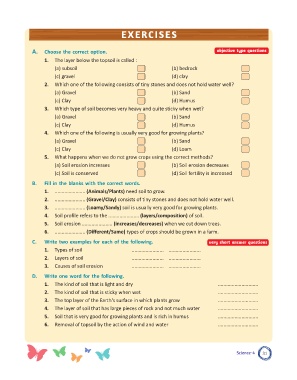 EXERCISES
A. Choose the correct option. objective type questions
1. The layer below the topsoil is called :
(a) subsoil (b) bedrock
(c) gravel (d) clay
2. Which one of the following consists of tiny stones and does not hold water well?
(a) Gravel (b) Sand
(c) Clay (d) Humus
3. Which type of soil becomes very heavy and quite sticky when wet?
(a) Gravel (b) Sand
(c) Clay (d) Humus
4. Which one of the following is usually very good for growing plants?
(a) Gravel (b) Sand
(c) Clay (d) Loam
5. What happens when we do not grow crops using the correct methods?
(a) Soil erosion increases (b) Soil erosion decreases
(c) Soil is conserved (d) Soil fertility is increased
B. Fill in the blanks with the correct words.
1. .................... (Animals/Plants) need soil to grow.
2. .................... (Gravel/Clay) consists of tiny stones and does not hold water well.
3. .................... (Loamy/Sandy) soil is usually very good for growing plants.
4. Soil profile refers to the .................... (layers/composition) of soil.
5. Soil erosion .................... (increases/decreases) when we cut down trees.
6. .................... (Different/Same) types of crops should be grown in a farm.
C. Write two examples for each of the following. very short answer questions
1. Types of soil .................... ....................
2. Layers of soil .................... ....................
3. Causes of soil erosion .................... ....................
D. Write one word for the following.
1. The kind of soil that is light and dry ....................
2. The kind of soil that is sticky when wet ....................
3. The top layer of the Earth's surface in which plants grow ....................
4. The layer of soil that has large pieces of rock and not much water ....................
5. Soil that is very good for growing plants and is rich in humus ....................
6. Removal of topsoil by the action of wind and water ....................
Science-4